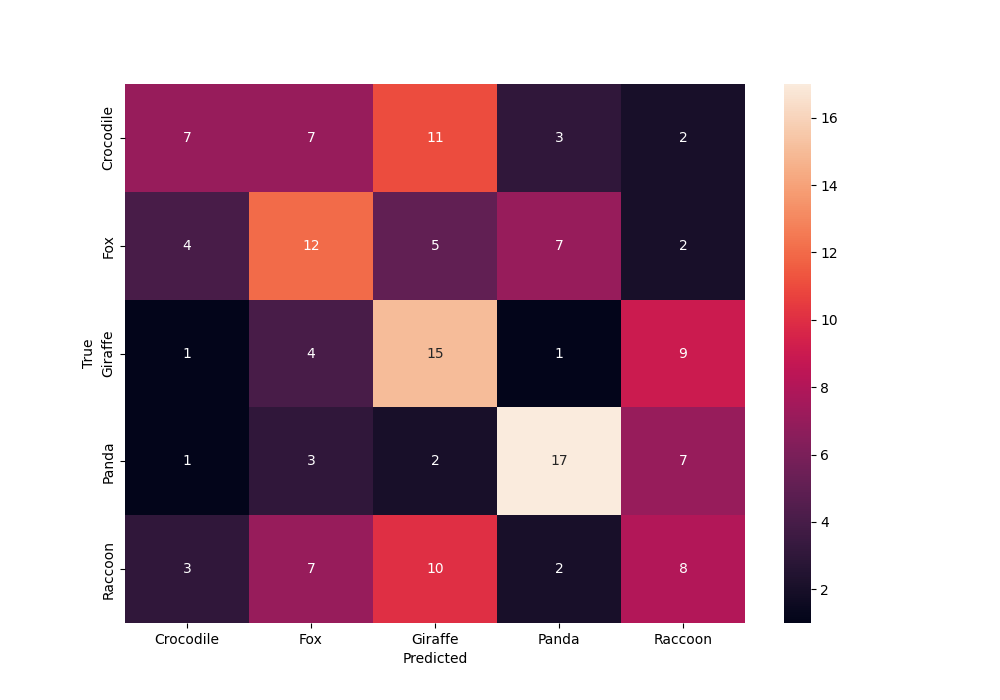 Crocodile 7 7 11 3 2
Fox 4 12 5 7 2
Giraffe 1 4 15 1 9
Panda 1 3 2 17 7
Raccoon 3 7 10 2 8
True
Crocodile Fox Giraffe Panda Raccoon
Predicted
16
14
12
10
8
6
4
2